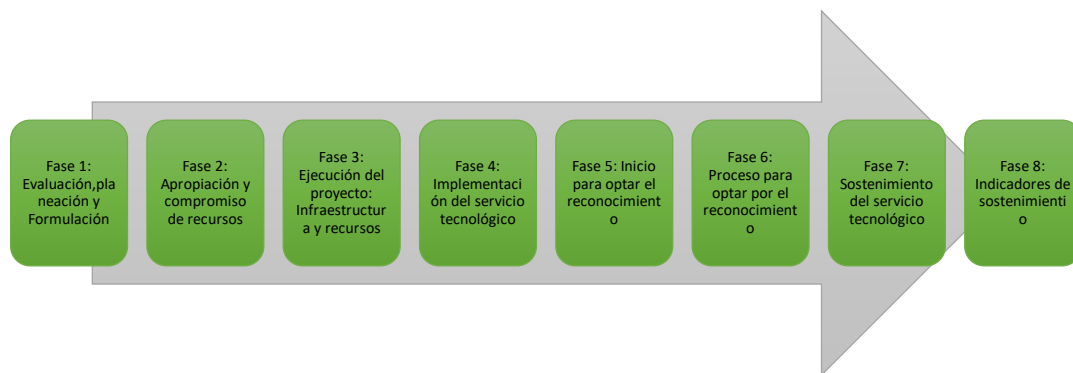 Fase 1:
Evaluación,pla
neación y
Formulación
Fase 2:
Apropiación y
compromiso
de recursos
Fase 3:
Ejecución del
proyecto:
Infraestructur
a y recursos
Fase 4:
Implementaci
ón del servicio
tecnológico
Fase 5: Inicio
para optar el
reconocimient
o
Fase 6:
Proceso para
optar por el
reconocimient
o
Fase 7:
Sostenimiento
del servicio
tecnológico
Fase 8:
Indicadores de
sostenimienti
o